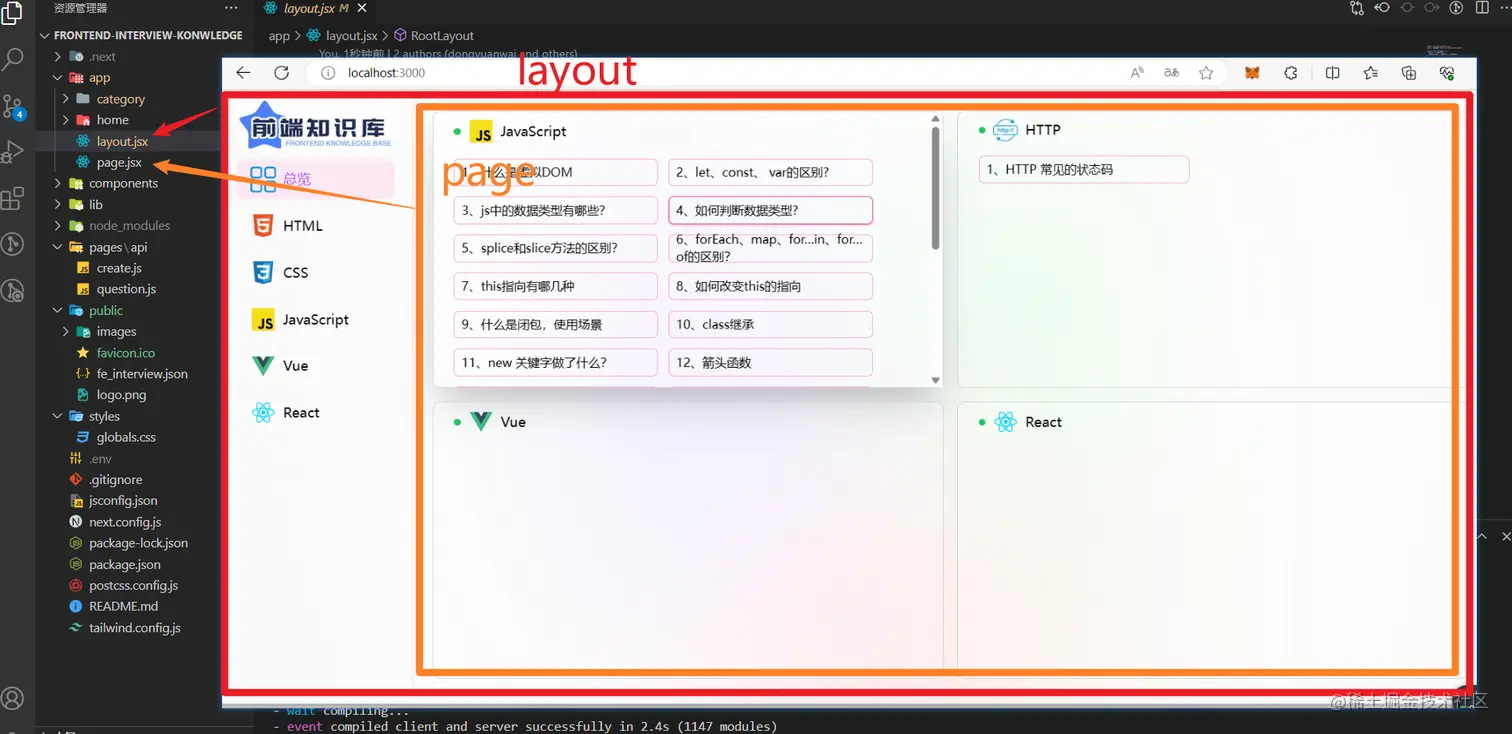 资源管理器
layout.jsx M
FRONTEND-INTERVIEW-KONWLEDGE
app > layout.jsx > RootLayout
You, 1秒钟前 | 2 authors (dongyuanwai and others)
.next
app
category
home
layout.jsx
page.jsx
components
lib
node_modules
pages \ api
create.js
question.js
public
images
favicon.ico
fe_interview.json
logo.png
styles
globals.css
.env
.gitignore
jsconfig.json
next.config.js
package-lock.json
package.json
postcss.config.js
README.md
tailwind.config.js
4
localhost:3000
layout
前端知识库
FRONTEND KNOWLEDGE BASE
总览
HTML
CSS
JavaScript
Vue
React
page
JavaScript
1、什么是虚拟DOM
2、let、const、 var的区别?
3、js中的数据类型有哪些?
4、如何判断数据类型?
5、splice和slice方法的区别?
6、forEach、map、for...in、for...
of的区别?
7、this指向有哪几种
8、如何改变this的指向
9、什么是闭包，使用场景
10、class继承
11、new 关键字做了什么?
12、箭头函数
HTTP
1、HTTP 常见的状态码
Vue
React
- wait compiling...
- event compiled client and server successfully in 2.4s (1147 modules)
@稀土掘金技术社区